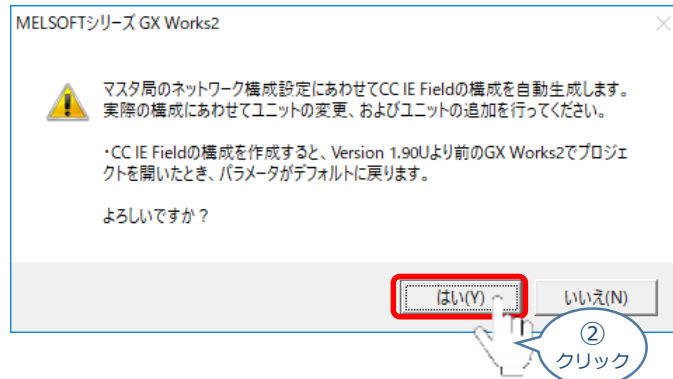 MELSOFTシリーズ GX Works2
マスタ局のネットワーク構成設定にあわせてCC IE Fieldの構成を自動生成します。
実際の構成にあわせてユニットの変更、およびユニットの追加を行ってください。
・CC IE Fieldの構成を作成すると、Version 1.90Uより前のGX Works2でプロジェ
クトを開いたとき、パラメータがデフォルトに戻ります。
よろしいですか？
はい(Y)
いいえ(N)
②
クリック